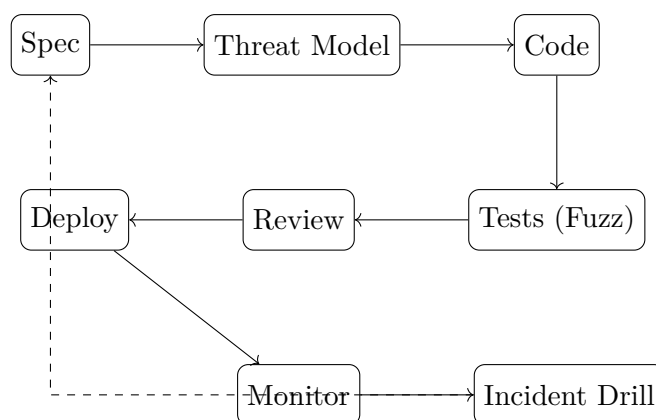 Spec
Threat Model
Code
Deploy
Review
Tests (Fuzz)
Monitor
Incident Drill